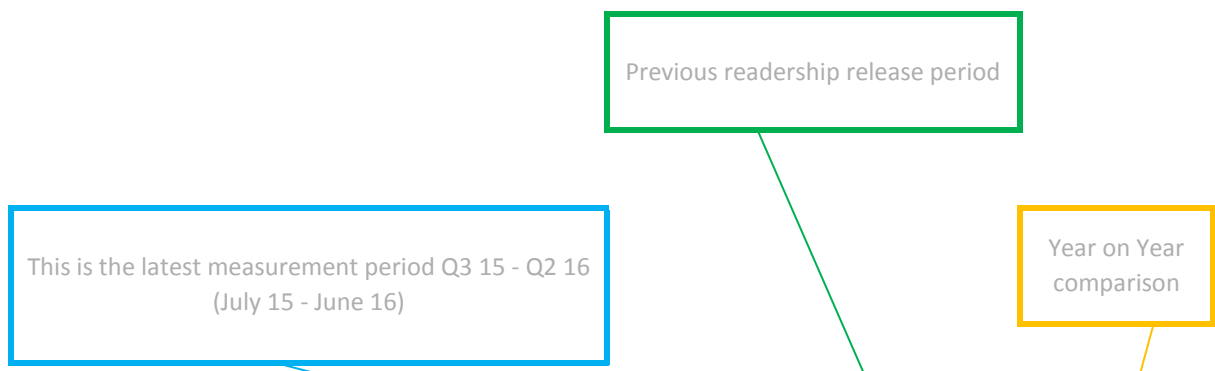 Previous readership release period
This is the latest measurement period Q3 15 - Q2 16
(July 15 - June 16)
Year on Year
comparison